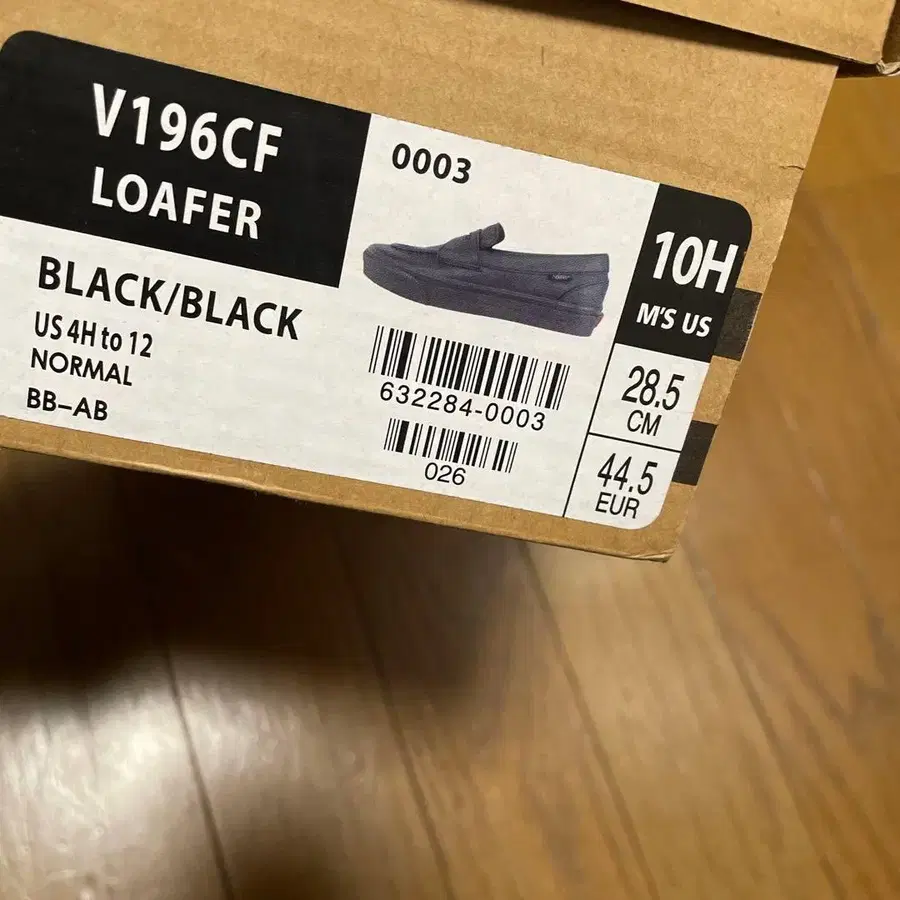 V196CF
LOAFER
BLACK/BLACK
US 4H to 12
NORMAL
BB–AB
0003
632284-0003
026
10H
M'S US
28.5
CM
44.5
EUR